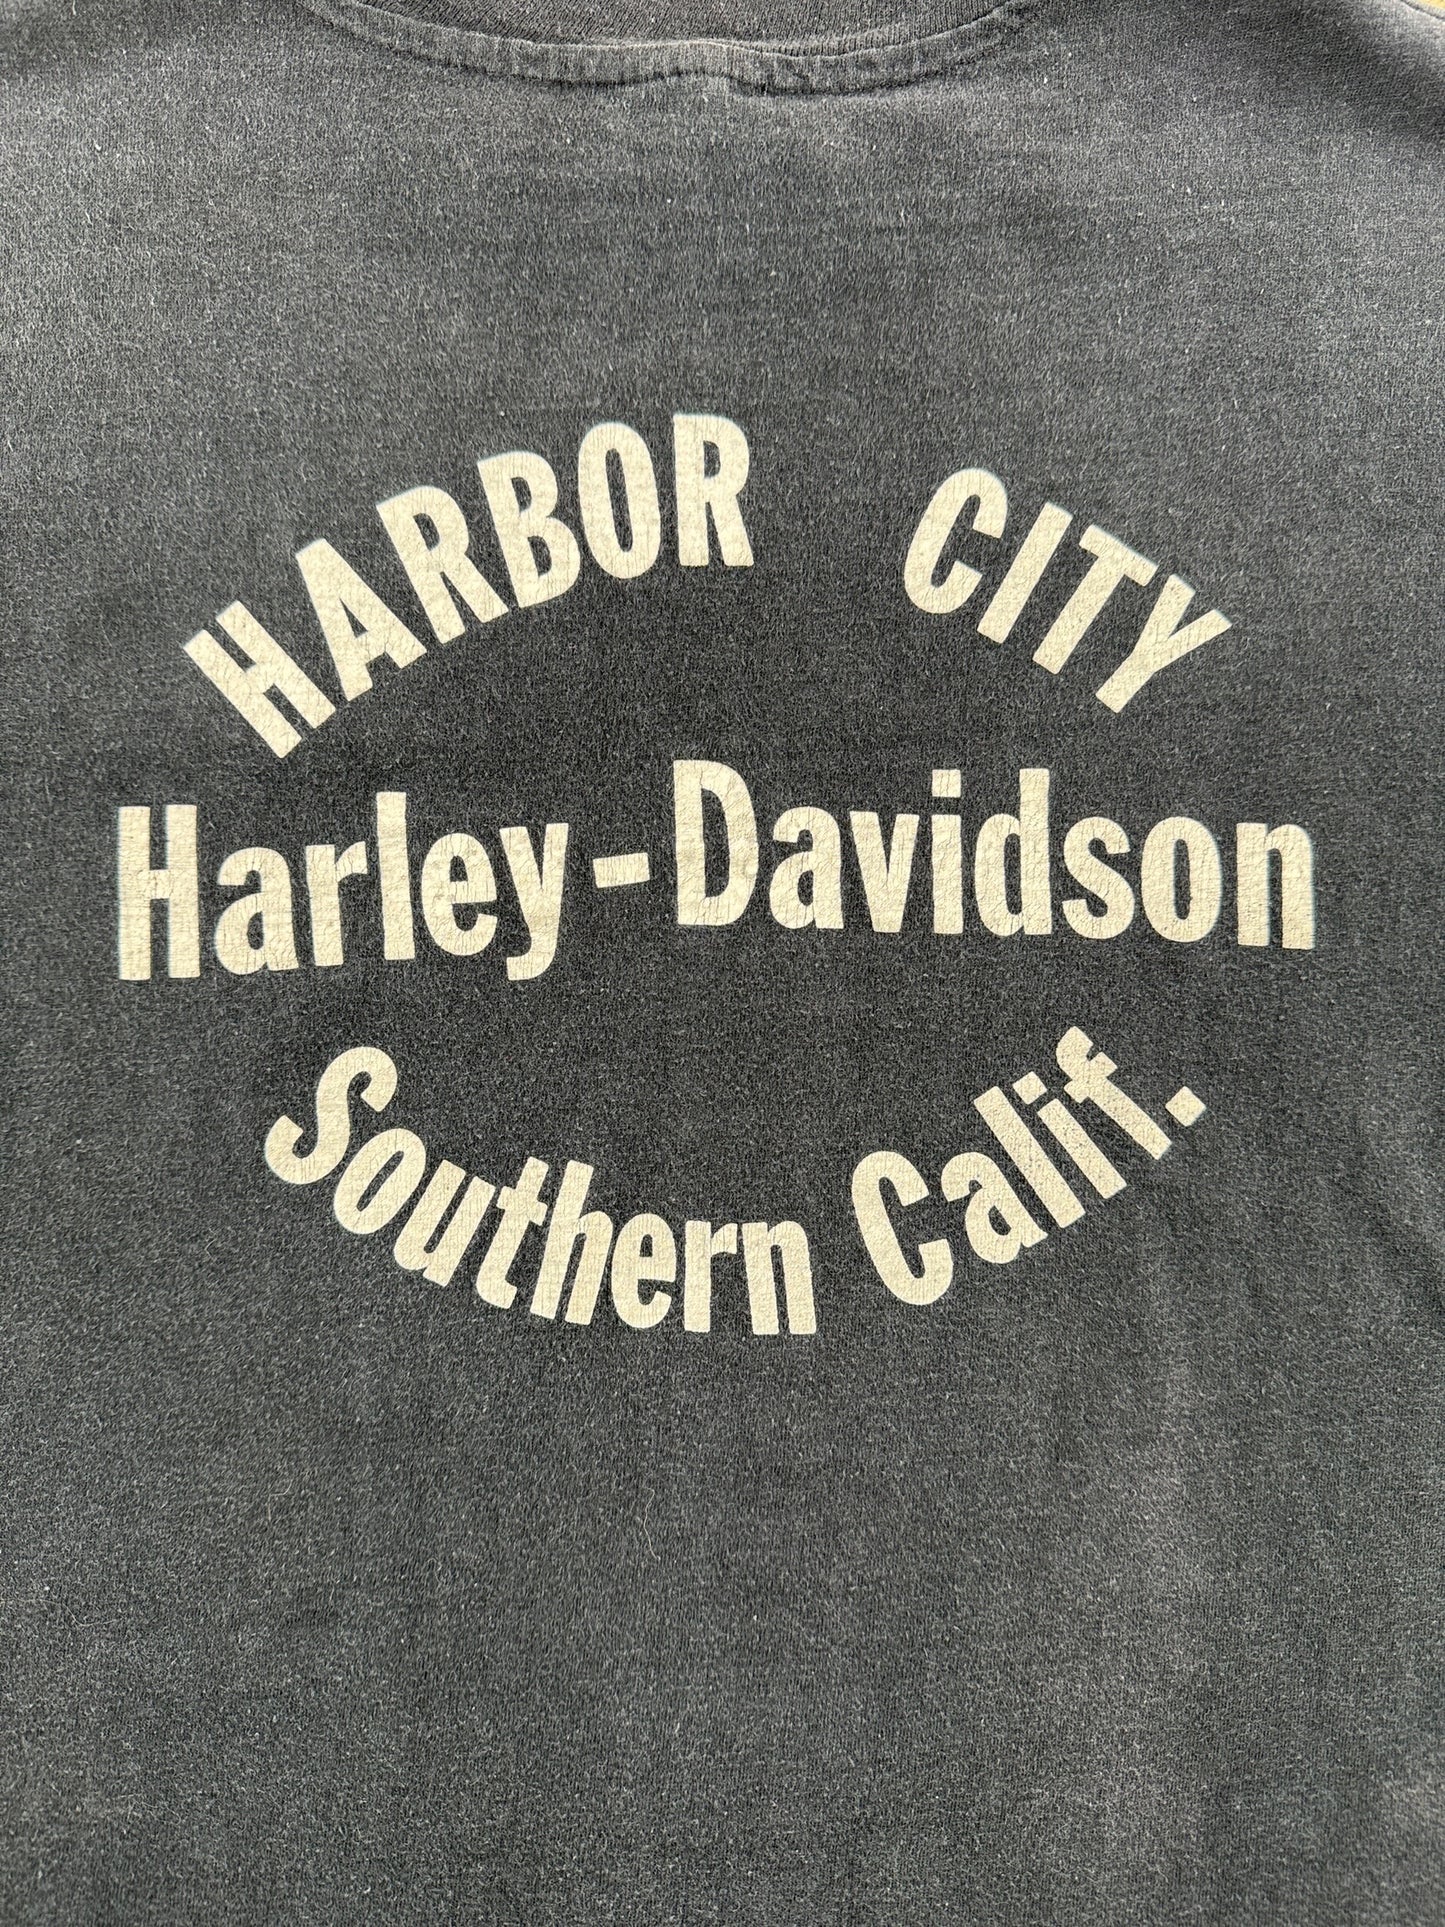 HARBOR CITY
Harley-Davidson
Southern Calif.